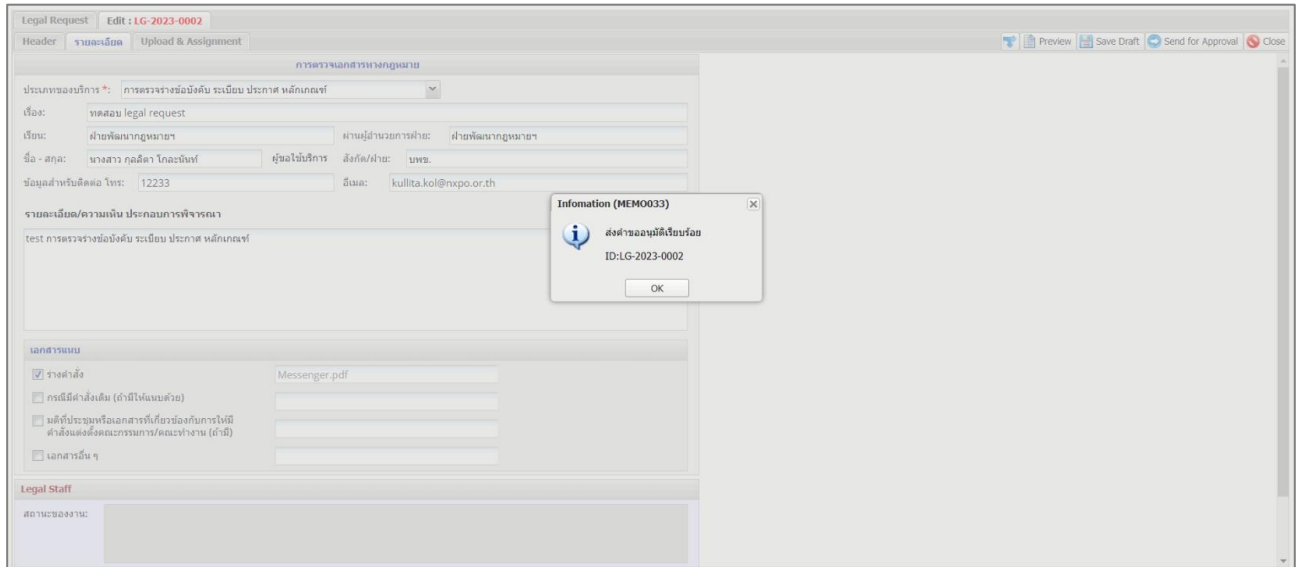 Legal Request Edit : LG-2023-0002
Header รายละเอียด Upload & Assignment Preview Save Draft Send for Approval Close
การตรวจเอกสารทางกฎหมาย
ประเภทของบริการ *: การตรวจร่างข้อบังคับ ระเบียบ ประกาศ หลักเกณฑ์
เรื่อง: ทดสอบ legal request
เรียน: ฝ่ายพัฒนากฎหมายฯ ผ่านผู้อำนวยการฝ่าย: ฝ่ายพัฒนากฎหมายฯ
ชื่อ - สกุล: นางสาว กุลลิตา โกละนันท์ ผู้ขอใช้บริการ สังกัด/ฝ่าย: บพข.
ข้อมูลสำหรับติดต่อ โทร: 12233 อีเมล: kullita.kol@nxpo.or.th
รายละเอียด/ความเห็น ประกอบการพิจารณา
test การตรวจร่างข้อบังคับ ระเบียบ ประกาศ หลักเกณฑ์
Infomation (MEMO033)
ส่งคำขออนุมัติเรียบร้อย
ID:LG-2023-0002
OK
เอกสารแนบ
ร่างคำสั่ง Messenger.pdf
กรณีมีคำสั่งเดิม (ถ้ามีให้แนบด้วย)
มติที่ประชุมหรือเอกสารที่เกี่ยวข้องกับการให้มี
คำสั่งแต่งตั้งคณะกรรมการ/คณะทำงาน (ถ้ามี)
เอกสารอื่น ๆ
Legal Staff
สถานะของงาน: